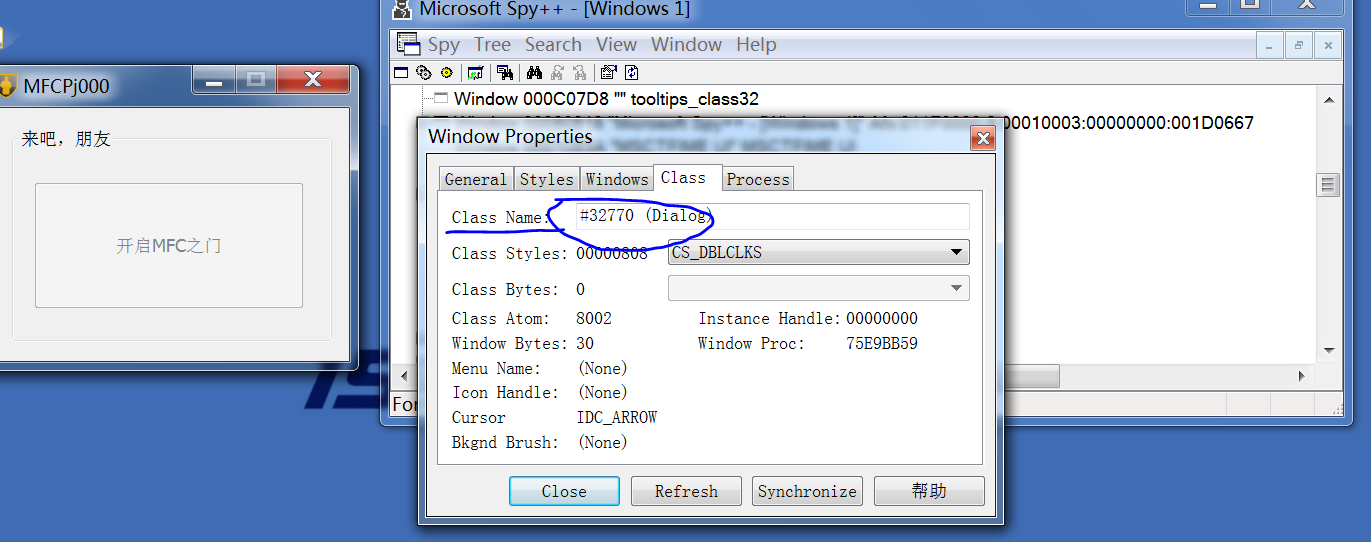 Microsoft Spy++ - [Windows 1]
Spy Tree Search View Window Help
Window 000C07D8 "" tooltips_class32
00010003:00000000:001D0667
MFCPj000
来吧，朋友
开启MFC之门
Window Properties
General Styles Windows Class Process
Class Name: #32770 (Dialog)
Class Styles: 00000808 CS_DBLCLKS
Class Bytes: 0
Class Atom: 8002 Instance Handle: 00000000
Window Bytes: 30 Window Proc: 75E9BB59
Menu Name: (None)
Icon Handle: (None)
Cursor IDC_ARROW
Bkgnd Brush: (None)
Close Refresh Synchronize 帮助
For